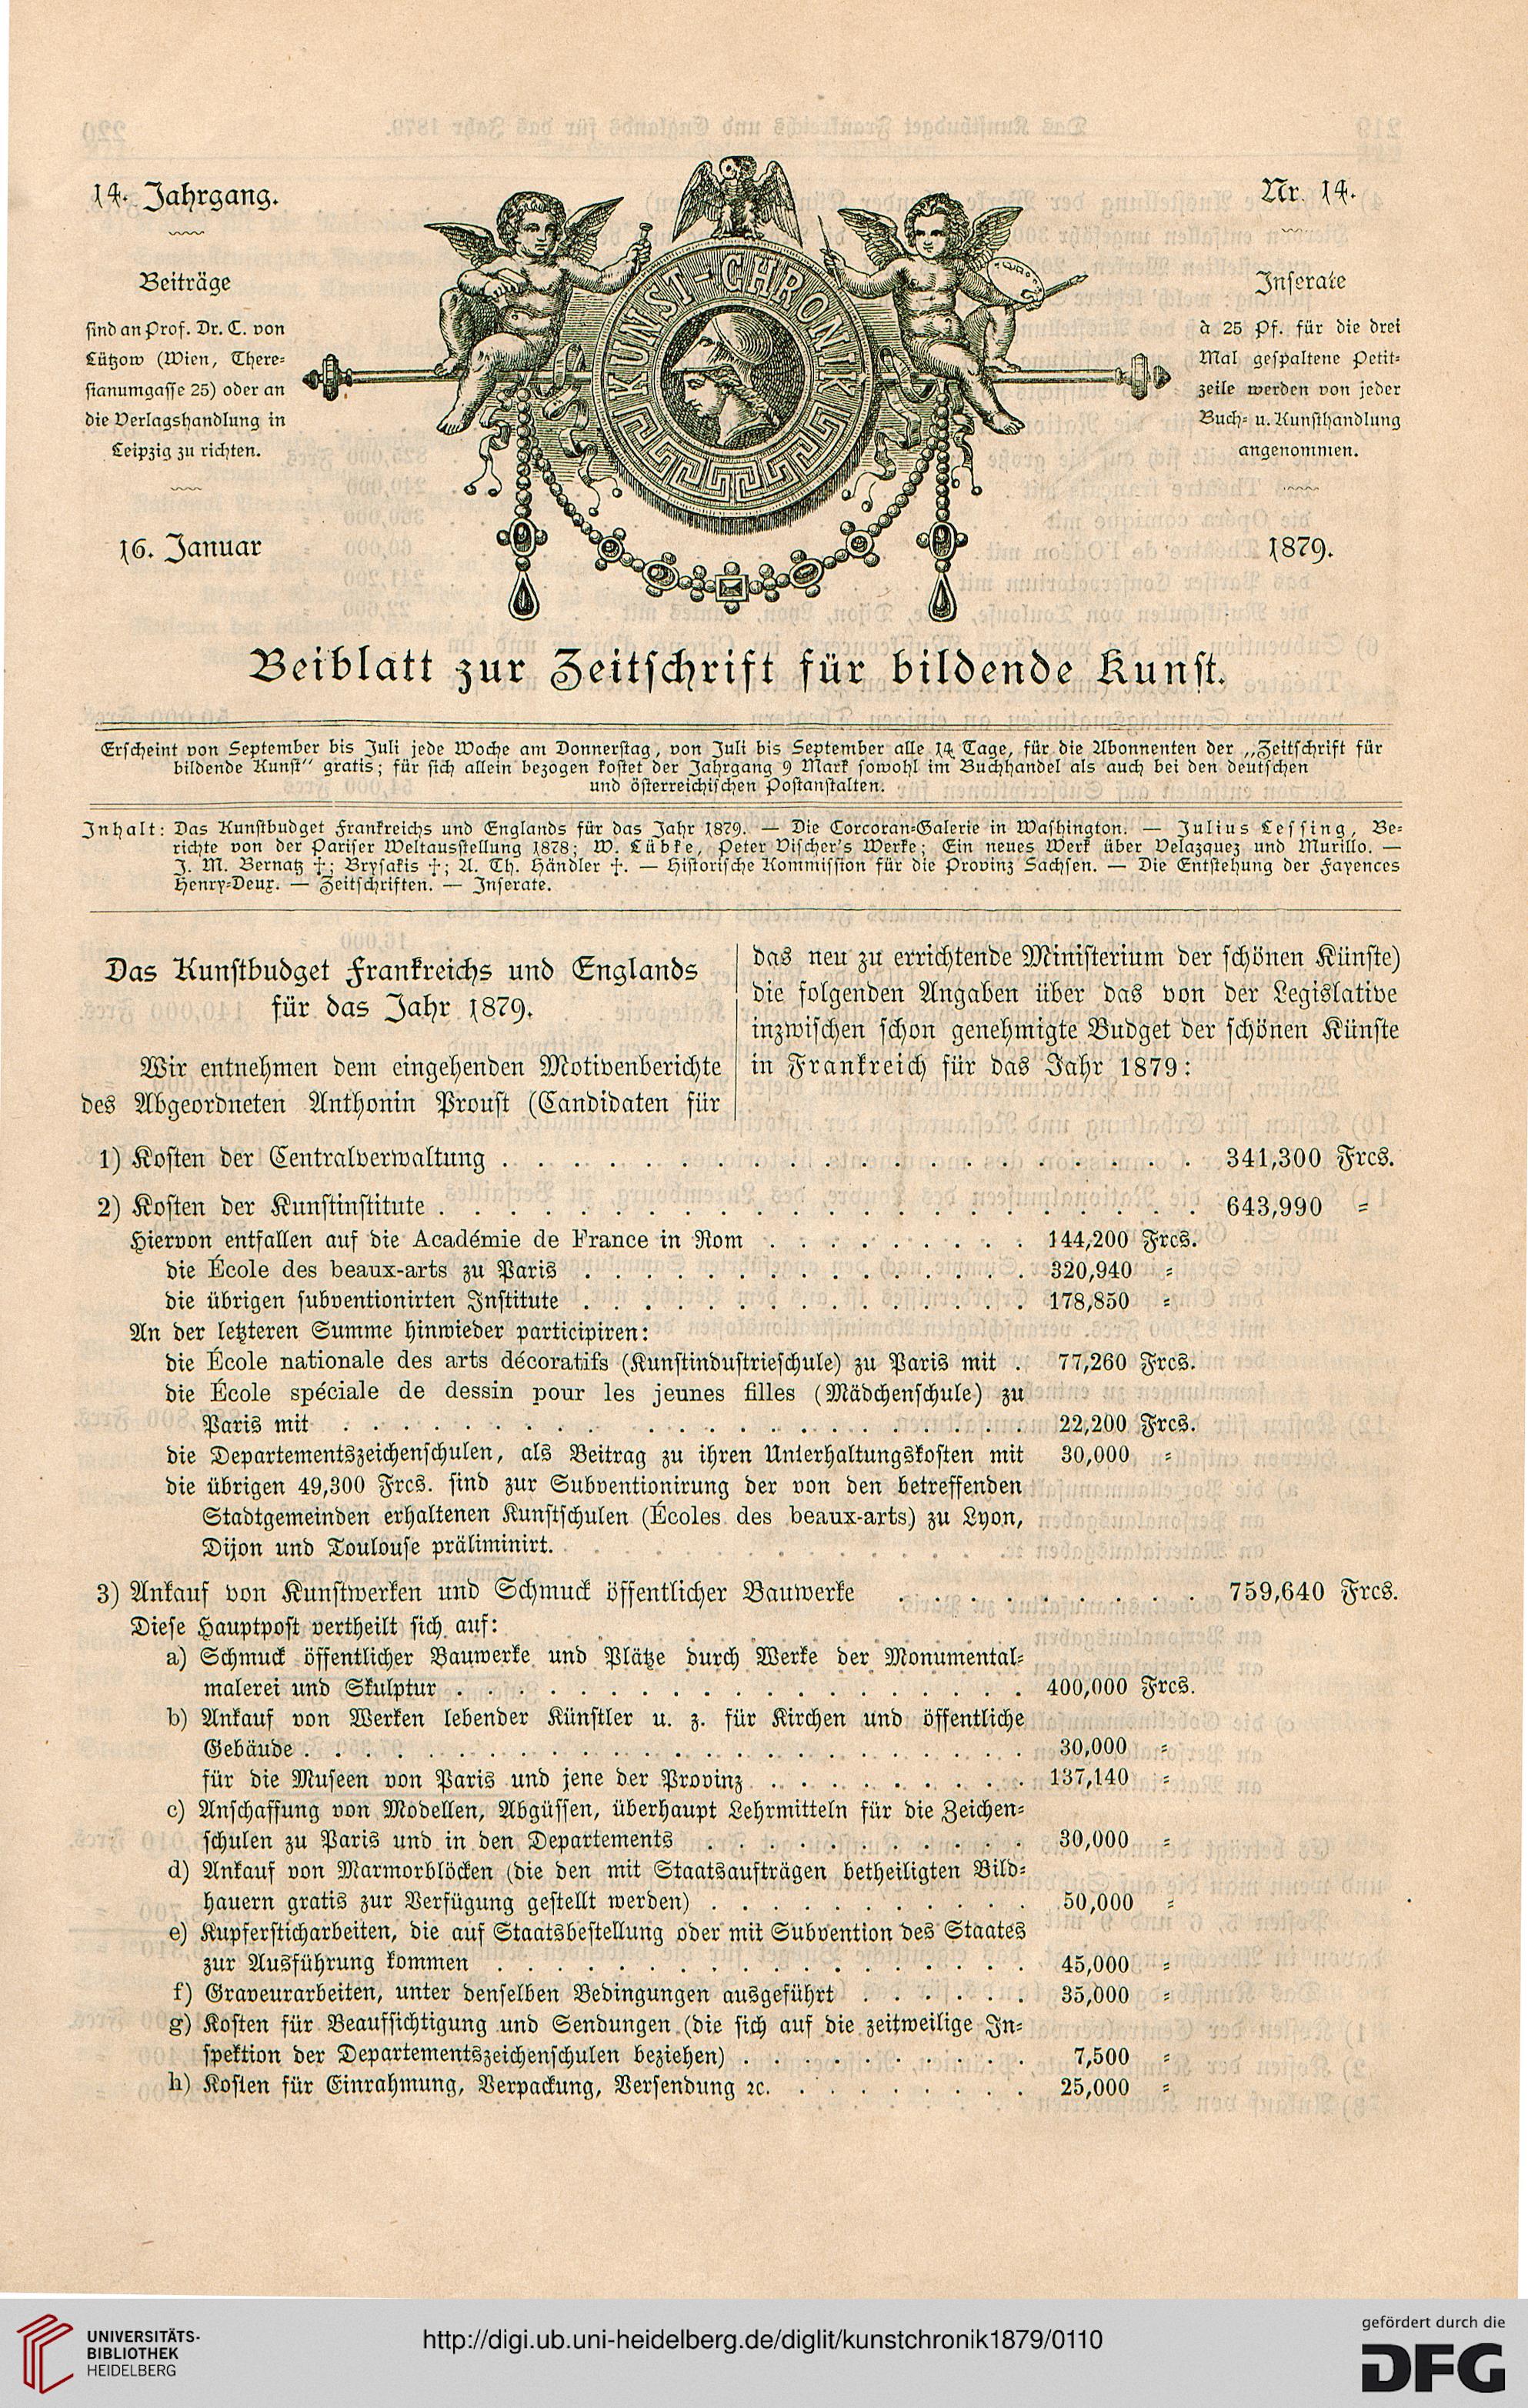 14. Jahrgang.
Nr. 14.
KUNST-CHRONIK
Beiträge
sind an Prof. Dr. C. von
Lützow (Wien, There-
sianumgasse 25) oder an
die Verlagshandlung in
Leipzig zu richten.
16. Januar
Inserate
à 25 Pf. für die drei
Mal gespaltene Petit-
zeile werden von jeder
Buch- u. Kunsthandlung
angenommen.
1879.
Beiblatt zur Zeitschrift für bildende Kunst.
Erscheint von September bis Juli jede Woche am Donnerstag, von Juli bis September alle 14 Tage, für die Abonnenten der „Zeitschrift für
bildende Kunst“ gratis; für sich allein bezogen kostet der Jahrgang 9 Mark sowohl im Buchhandel als auch bei den deutschen
und österreichischen Postanstalten.
Inhalt: Das Kunstbudget Frankreichs und Englands für das Jahr 1879. — Die Corcoran-Galerie in Washington. — Julius Lessing, Be-
richte von der Pariser Weltausstellung 1878; W. Lübke, Peter Vischer's Werke; Ein neues Werk über Velazquez und Murillo. —
J. M. Bernatz †; Brysakis †; A. Th. Händler †. — Historische Kommission für die Provinz Sachsen. — Die Entstehung der Fayences
Henry-Deux. — Zeitschriften. — Inserate.
Das Kunstbudget Frankreichs und Englands
für das Jahr 1879.
Wir entnehmen dem eingehenden Motivenberichte
des Abgeordneten Anthonin Proust (Candidaten für
das neu zu errichtende Ministerium der schönen Künste)
die folgenden Angaben über das von der Legislative
inzwischen schon genehmigte Budget der schönen Künste
in Frankreich für das Jahr 1879:
1) Kosten der Centralverwaltung . . . . . . . . . . . . . . . . . . . . 341,300 Frcs.
2) Kosten der Kunstinstitute . . . . . . . . . . . . . . . . . . . . . . 643,990 =
Hiervon entfallen auf die Académie de France in Rom . . . . . . . . 144,200 Frcs.
die École des beaux-arts zu Paris . . . . . . . . . . . . . 320,940 =
die übrigen subventionirten Institute . . . . . . . . . . . . . 178,850 =
An der letzteren Summe hinwieder participiren:
die École nationale des arts décoratifs (Kunstindustrieschule) zu Paris mit . 77,260 Frcs.
die École spéciale de dessin pour les jeunes filles (Mädchenschule) zu
Paris mit . . . . . . . . . . . . . . . . . . . 22,200 Frcs.
die Departementszeichenschulen, als Beitrag zu ihren Unterhaltungskosten mit 30,000 =
die übrigen 49,300 Frcs. sind zur Subventionirung der von den betreffenden
Stadtgemeinden erhaltenen Kunstschulen (Écoles des beaux-arts) zu Lyon,
Dijon und Toulouse präliminirt.
3) Ankauf von Kunstwerken und Schmuck öffentlicher Bauwerke . . . . . . . . . 759,640 Frcs.
Diese Hauptpost vertheilt sich auf:
a) Schmuck öffentlicher Bauwerke und Plätze durch Werke der Monumental-
malerei und Skulptur . . . . . . . . . . . . . . . . 400,000 Frcs.
b) Ankauf von Werken lebender Künstler u. z. für Kirchen und öffentliche
Gebäude . . . . . . . . . . . . . . . . . . . . 30,000 =
für die Museen von Paris und jene der Provinz . . . . . . . . 137,140 =
c) Anschaffung von Modellen, Abgüssen, überhaupt Lehrmitteln für die Zeichen-
schulen zu Paris und in den Departements . . . . . . . . . . 30,000 =
d) Ankauf von Marmorblöcken (die den mit Staatsaufträgen betheiligten Bild-
hauern gratis zur Verfügung gestellt werden) . . . . . . . . . . 50,000 =
e) Kupfersticharbeiten, die auf Staatsbestellung oder mit Subvention des Staates
zur Ausführung kommen . . . . . . . . . . . . . . . 45,000 =
f) Graveurarbeiten, unter denselben Bedingungen ausgeführt . . . . . . 35,000 =
g) Kosten für Beaufsichtigung und Sendungen (die sich auf die zeitweilige In-
spektion der Departementszeichenschulen beziehen) . . . . . . . . . 7,500 =
h) Kosten für Einrahmung, Verpackung, Versendung ꝛc. . . . . . . . . 25,000 =
UNIVERSITÄTS-
BIBLIOTHEK
HEIDELBERG
http://digi.ub.uni-heidelberg.de/diglit/kunstchronik1879/0110
gefördert durch die
DFG